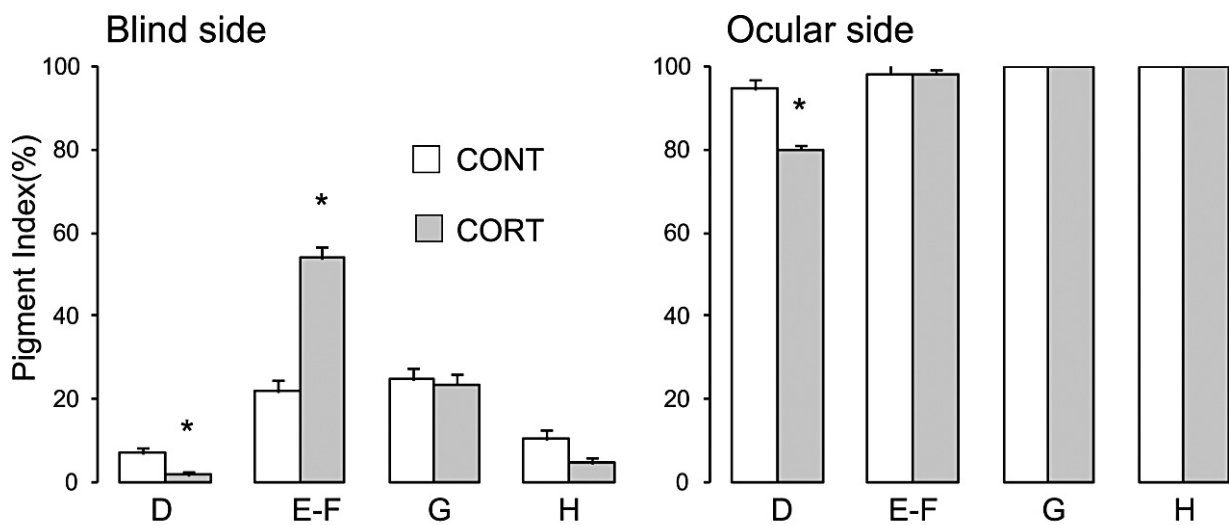 Blind side
Pigment Index(%)
100
80
60
40
20
0
*
*
CONT
CORT
D E-F G H
Ocular side
100
80
60
40
20
0
*
D E-F G H